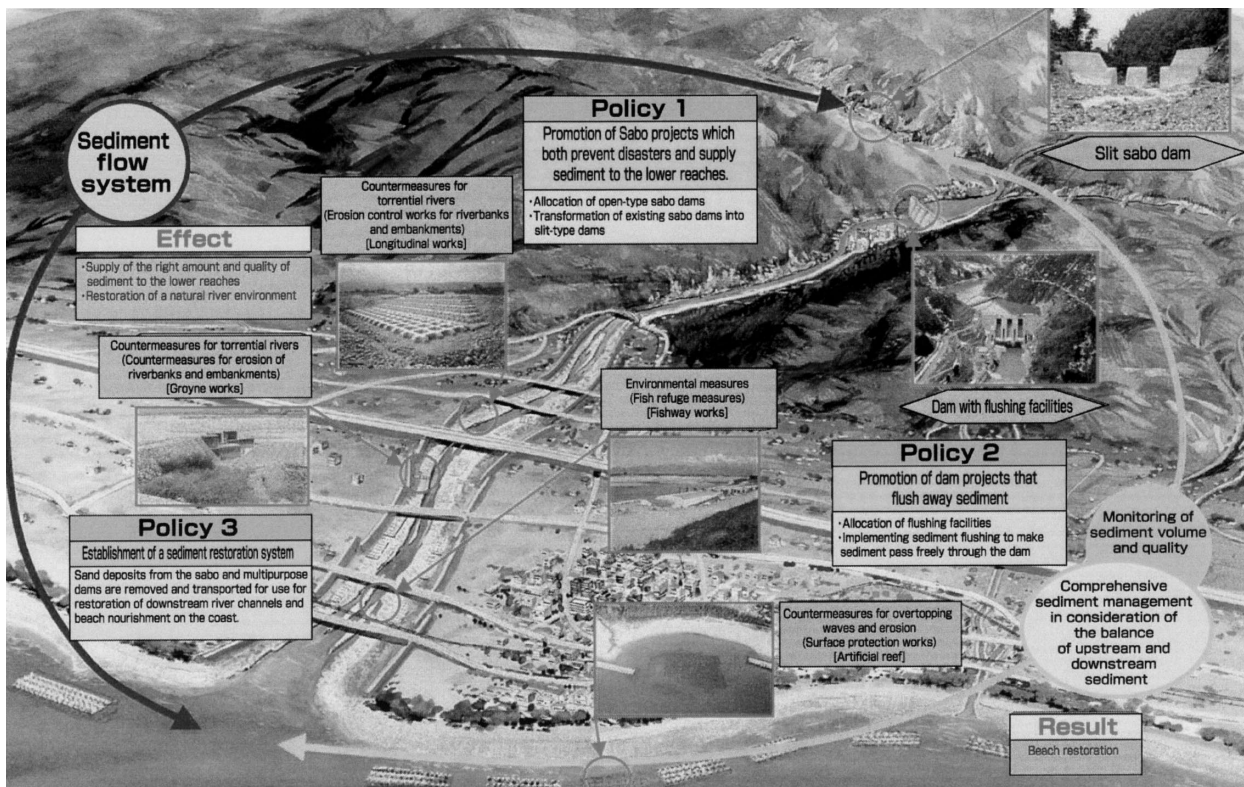 Sediment
flow
system
Effect
・Supply of the right amount and quality of
sediment to the lower reaches
・Restoration of a natural river environment
Countermeasures for
torrential rivers
(Erosion control works for riverbanks
and embankments)
[Longitudinal works]
Policy 1
Promotion of Sabo projects which
both prevent disasters and supply
sediment to the lower reaches.
・Allocation of open-type sabo dams
・Transformation of existing sabo dams into
slit-type dams
Slit sabo dam
Countermeasures for torrential rivers
(Countermeasures for erosion of
riverbanks and embankments)
[Groyne works]
Environmental measures
(Fish refuge measures)
[Fishway works]
Dam with flushing facilities
Policy 2
Promotion of dam projects that
flush away sediment
・Allocation of flushing facilities
・Implementing sediment flushing to make
sediment pass freely through the dam
Policy 3
Establishment of a sediment restoration system
Sand deposits from the sabo and multipurpose
dams are removed and transported for use for
restoration of downstream river channels and
beach nourishment on the coast.
Monitoring of
sediment volume
and quality
Comprehensive
sediment management
in consideration of
the balance
of upstream and
downstream
sediment
Countermeasures for overtopping
waves and erosion
(Surface protection works)
[Artificial reef]
Result
Beach restoration